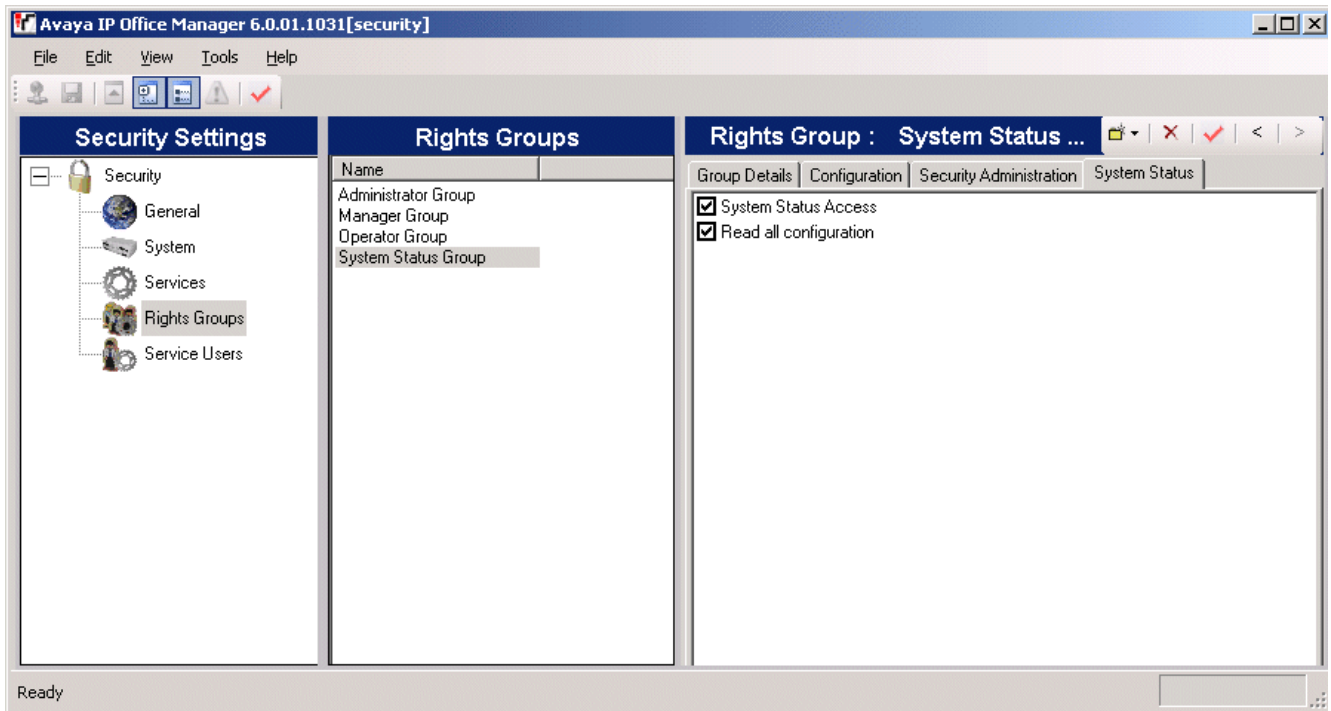 Avaya IP Office Manager 6.0.01.1031[security]
File Edit View Tools Help
Security Settings
Security
General
System
Services
Rights Groups
Service Users
Rights Groups
Name
Administrator Group
Manager Group
Operator Group
System Status Group
Rights Group : System Status ...
Group Details Configuration Security Administration System Status
System Status Access
Read all configuration
Ready